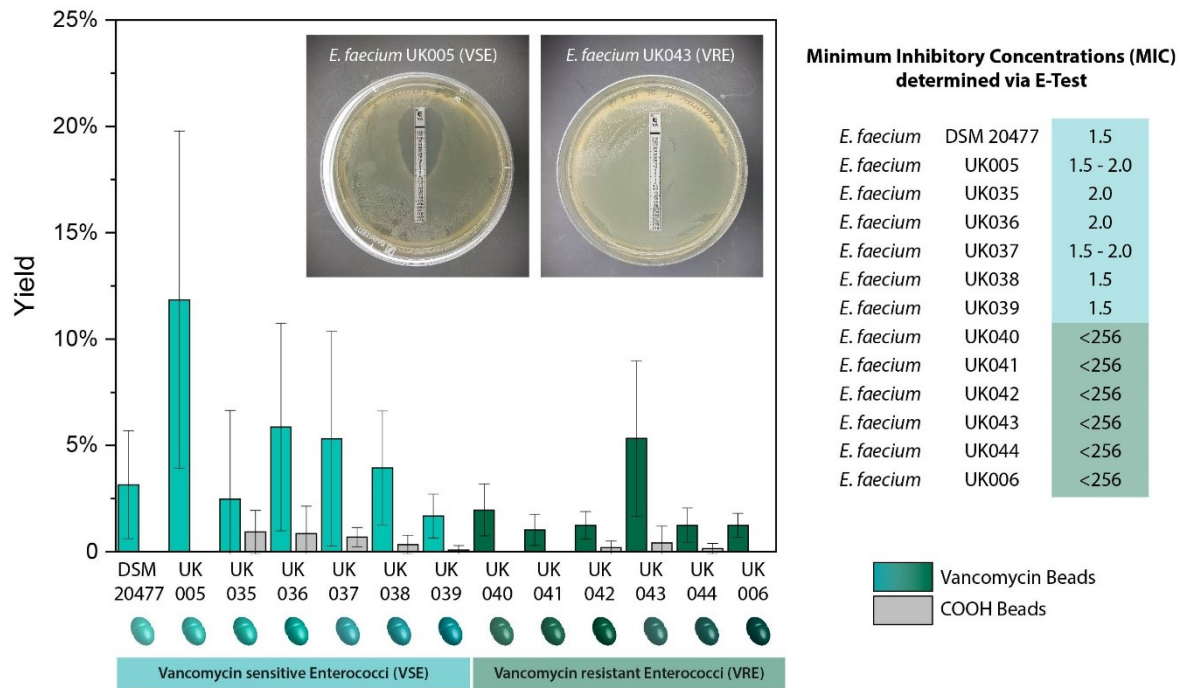 25%
20%
15%
10%
5%
0
Yield
E. faecium UK005 (VSE)
E. faecium UK043 (VRE)
DSM 20477
UK 005
UK 035
UK 036
UK 037
UK 038
UK 039
UK 040
UK 041
UK 042
UK 043
UK 044
UK 006
Vancomycin sensitive Enterococci (VSE)
Vancomycin resistant Enterococci (VRE)
Minimum Inhibitory Concentrations (MIC)
determined via E-Test
E. faecium DSM 20477 1.5
E. faecium UK005 1.5 - 2.0
E. faecium UK035 2.0
E. faecium UK036 2.0
E. faecium UK037 1.5 - 2.0
E. faecium UK038 1.5
E. faecium UK039 1.5
E. faecium UK040 <256
E. faecium UK041 <256
E. faecium UK042 <256
E. faecium UK043 <256
E. faecium UK044 <256
E. faecium UK006 <256
Vancomycin Beads
COOH Beads